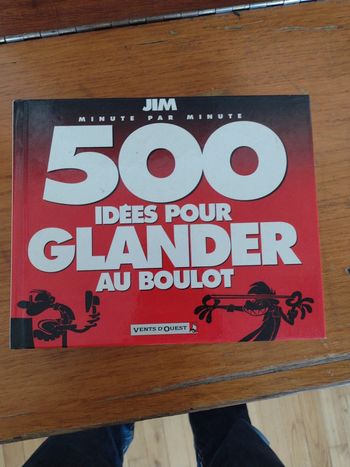 JIM
MINUTE PAR MINUTE
500
IDÉES POUR
GLANDER
AU BOULOT
VENTS D'OUEST